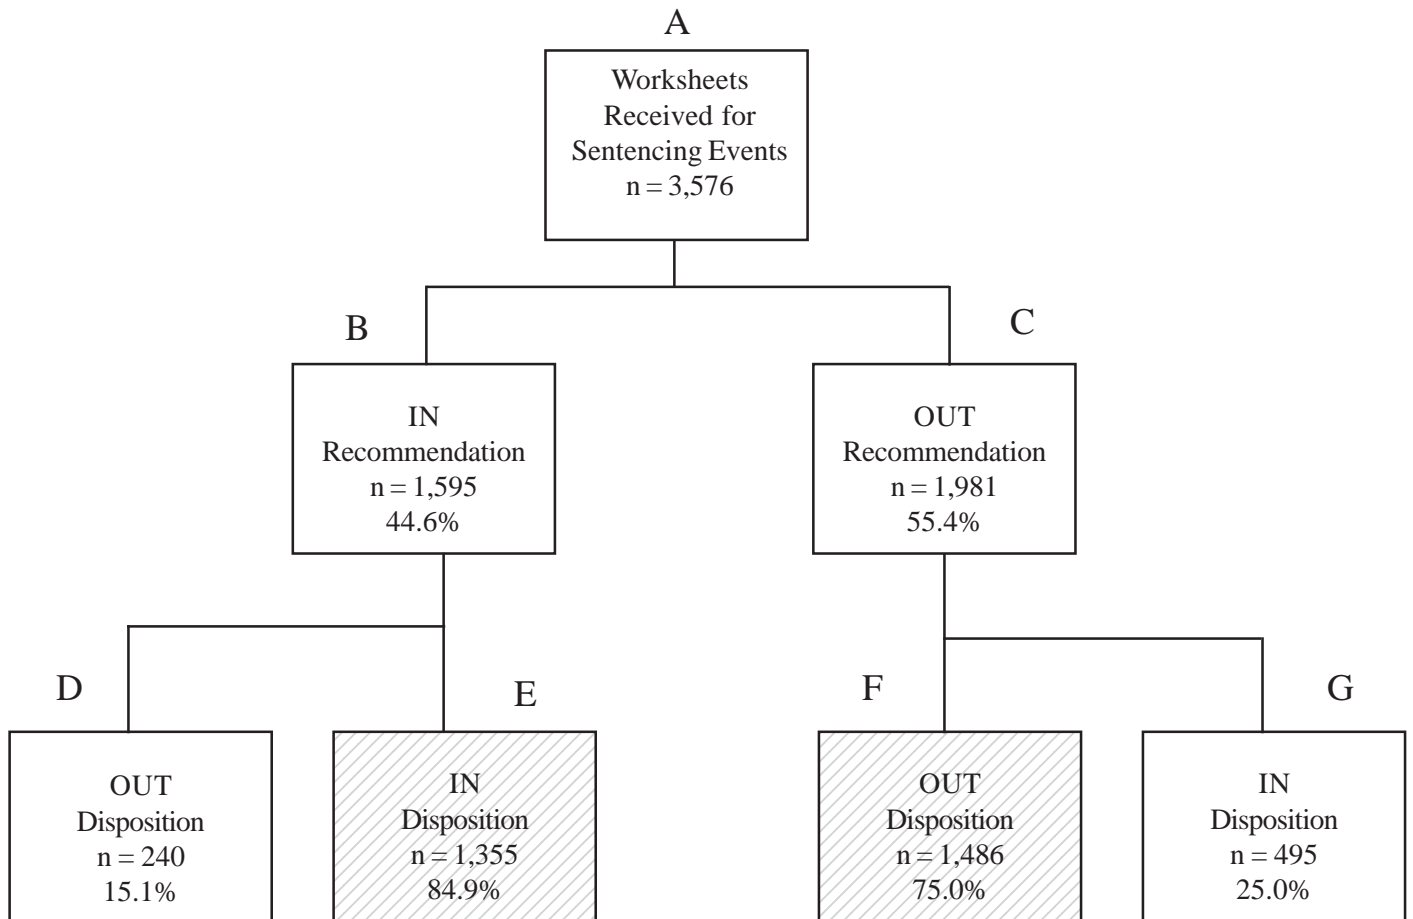 A
Worksheets
Received for
Sentencing Events
n = 3,576
B
IN
Recommendation
n = 1,595
44.6%
C
OUT
Recommendation
n = 1,981
55.4%
D
OUT
Disposition
n = 240
15.1%
E
IN
Disposition
n = 1,355
84.9%
F
OUT
Disposition
n = 1,486
75.0%
G
IN
Disposition
n = 495
25.0%